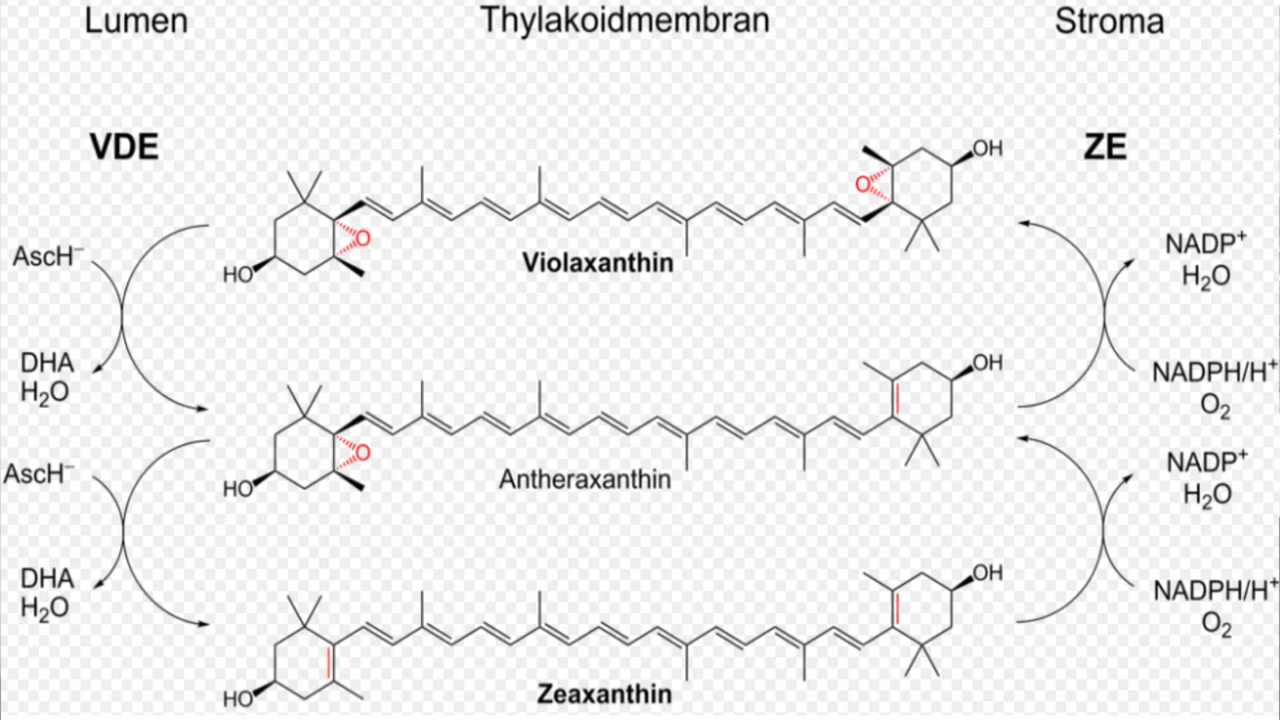 Lumen
Thylakoidmembran
Stroma
VDE
ZE
OH
O
O
HO
Violaxanthin
AscH⁻
DHA
H₂O
NADP⁺
H₂O
NADPH/H⁺
O₂
OH
O
HO
Antheraxanthin
AscH⁻
DHA
H₂O
NADP⁺
H₂O
NADPH/H⁺
O₂
OH
HO
Zeaxanthin